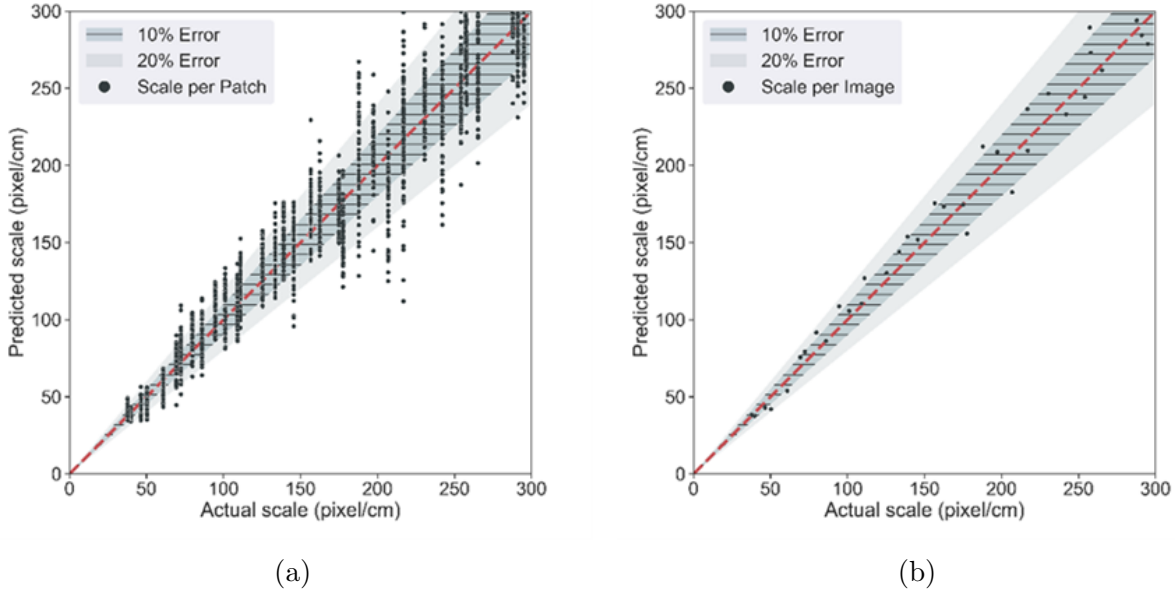 300
250
200
150
100
50
0
Predicted scale (pixel/cm)
10% Error
20% Error
Scale per Patch
0 50 100 150 200 250 300
Actual scale (pixel/cm)
(a)
300
250
200
150
100
50
0
Predicted scale (pixel/cm)
10% Error
20% Error
Scale per Image
0 50 100 150 200 250 300
Actual scale (pixel/cm)
(b)